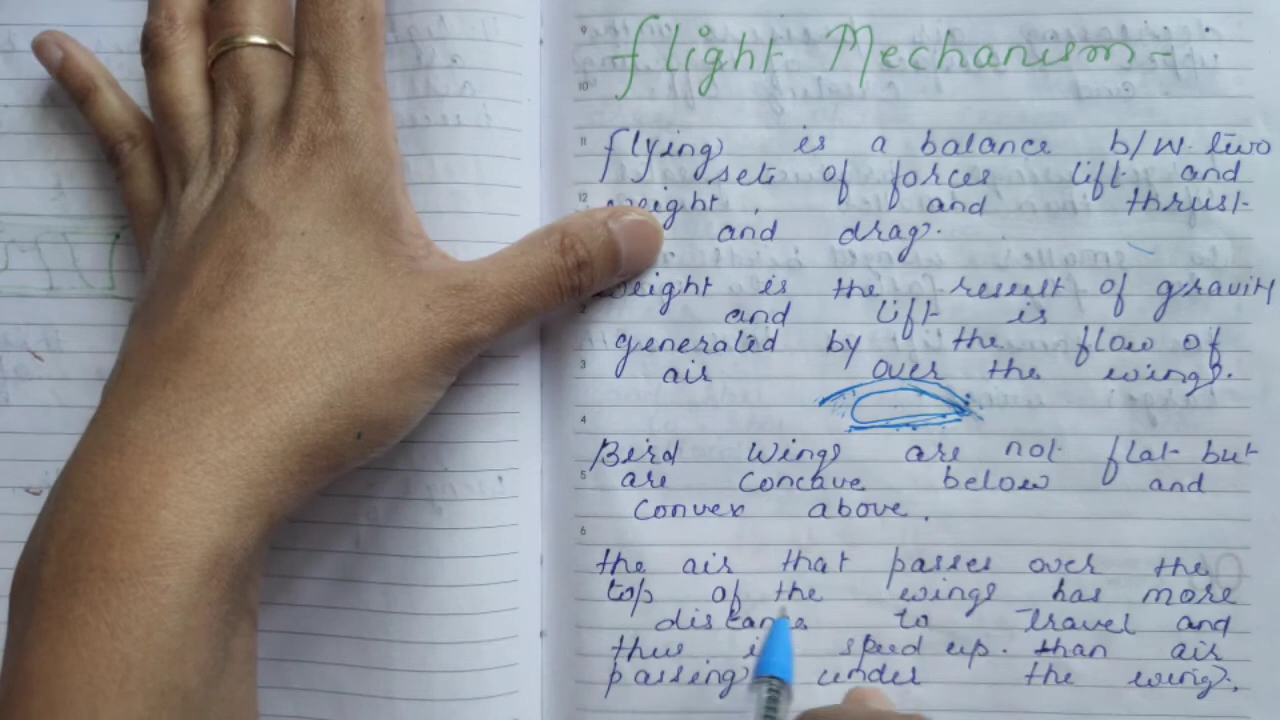 flight Mechanism -
flying is a balance b/w two
sets of forces lift and
weight, and thrust
and drag.
weight is the result of gravity
and lift is
generated by the flow of
air over the wings.
Bird wings are not flat but
are concave below and
convex above.
the air that passes over the
top of the wings has more
distance to travel and
thus speed up. than air
passing under the wing.